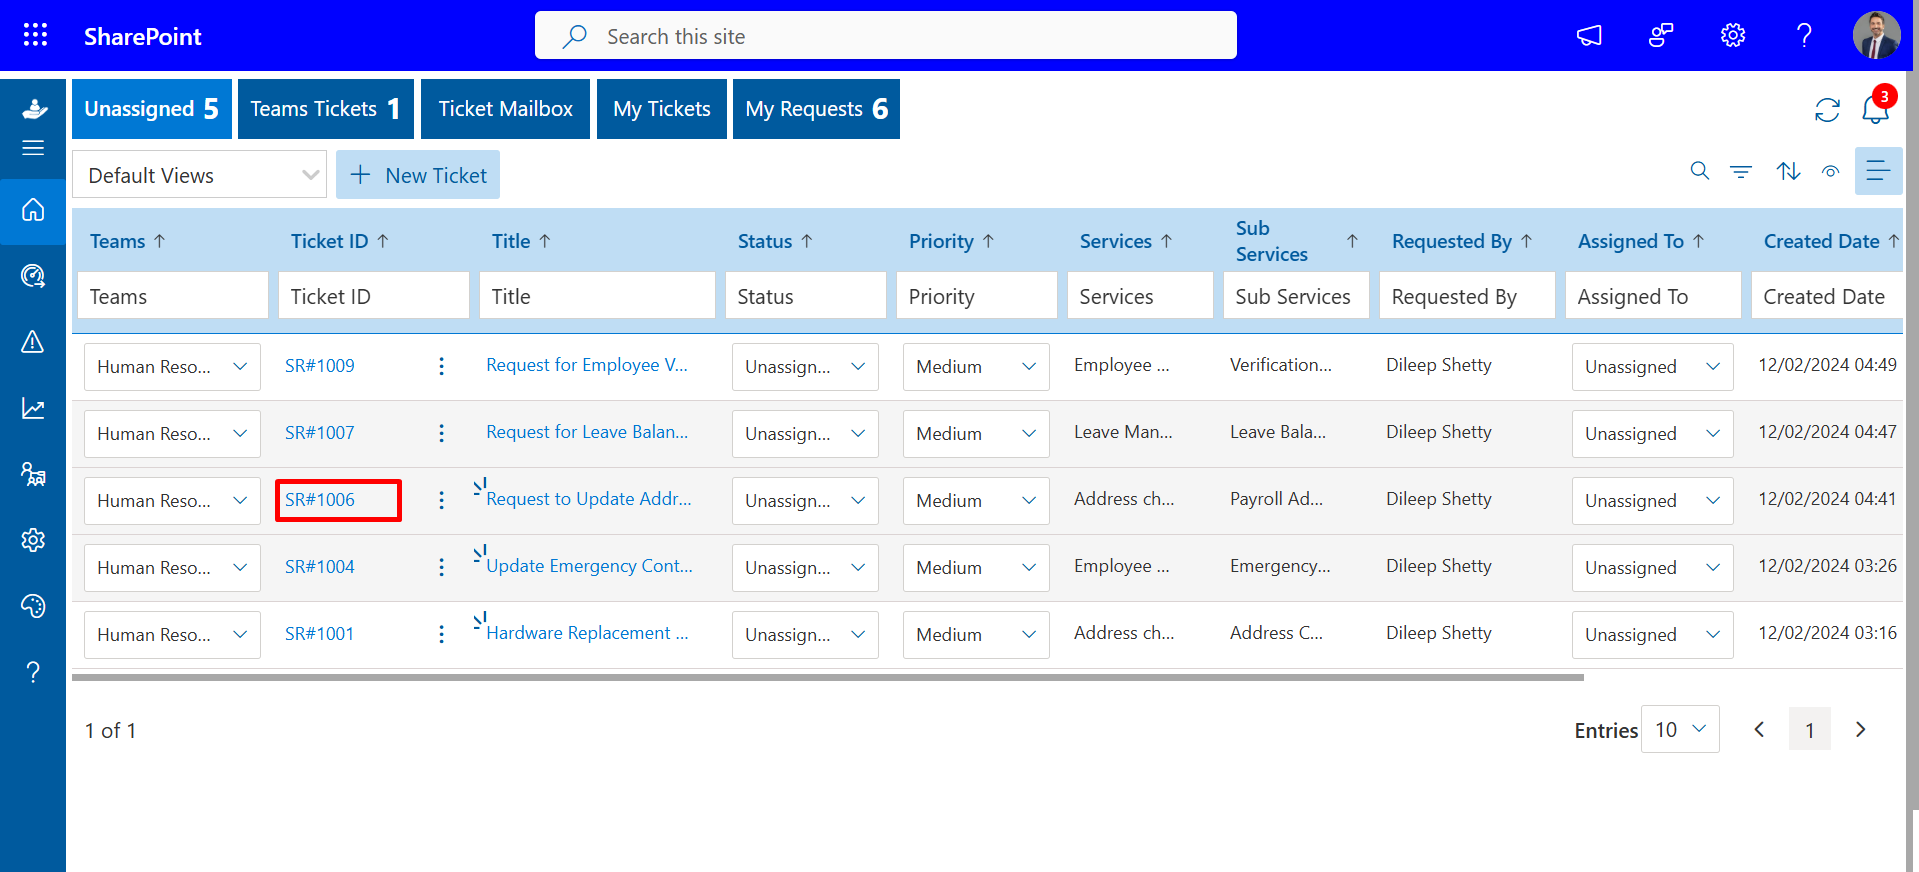 SharePoint
Search this site
Unassigned 5
Teams Tickets 1
Ticket Mailbox
My Tickets
My Requests 6
3
Default Views
New Ticket
Teams Ticket ID Title Status Priority Services Sub Services Requested By Assigned To Created Date
Teams Ticket ID Title Status Priority Services Sub Services Requested By Assigned To Created Date
Human Reso... SR#1009 Request for Employee V... Unassign... Medium Employee ... Verification... Dileep Shetty Unassigned 12/02/2024 04:49
Human Reso... SR#1007 Request for Leave Balan... Unassign... Medium Leave Man... Leave Bala... Dileep Shetty Unassigned 12/02/2024 04:47
Human Reso... SR#1006 Request to Update Addr... Unassign... Medium Address ch... Payroll Ad... Dileep Shetty Unassigned 12/02/2024 04:41
Human Reso... SR#1004 Update Emergency Cont... Unassign... Medium Employee ... Emergency... Dileep Shetty Unassigned 12/02/2024 03:26
Human Reso... SR#1001 Hardware Replacement ... Unassign... Medium Address ch... Address C... Dileep Shetty Unassigned 12/02/2024 03:16
1 of 1
Entries 10 1